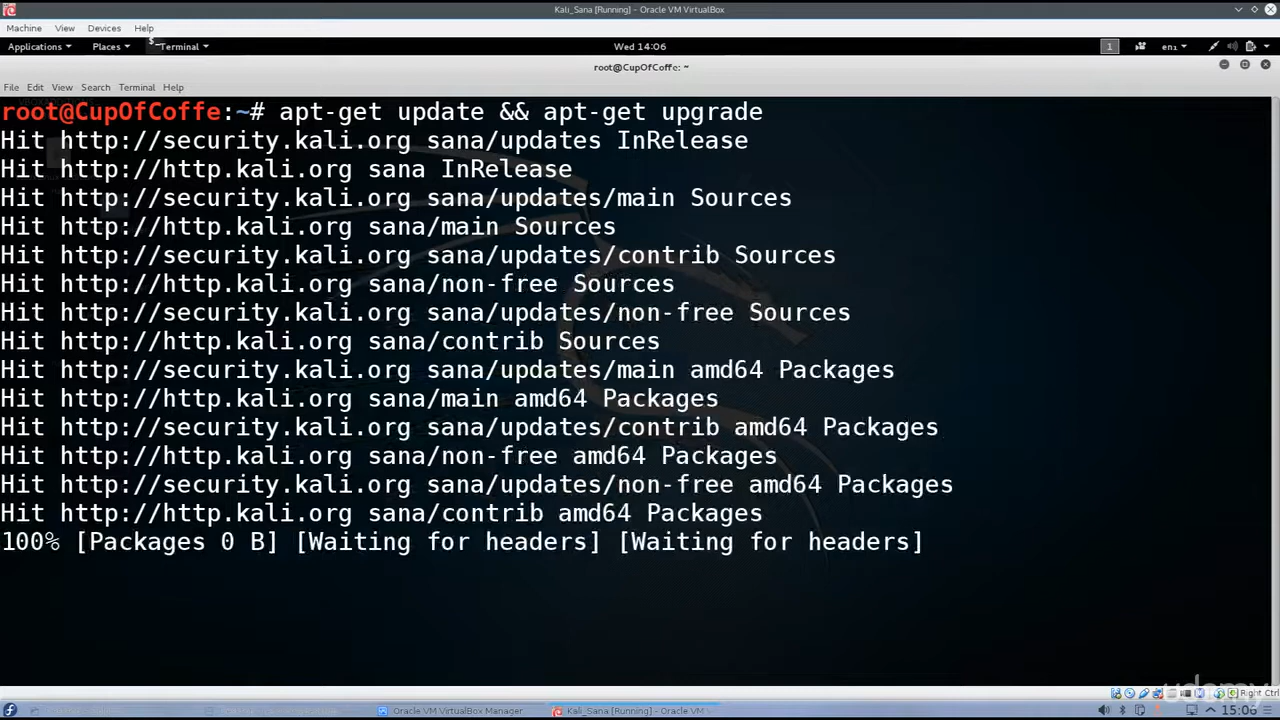 Kali_Sana [Running] - Oracle VM VirtualBox
Machine View Devices Help
Applications Places Terminal Wed 14:06 1 en1
root@CupOfCoffe: ~
File Edit View Search Terminal Help
root@CupOfCoffe:~# apt-get update && apt-get upgrade
Hit http://security.kali.org sana/updates InRelease
Hit http://http.kali.org sana InRelease
Hit http://security.kali.org sana/updates/main Sources
Hit http://http.kali.org sana/main Sources
Hit http://security.kali.org sana/updates/contrib Sources
Hit http://http.kali.org sana/non-free Sources
Hit http://security.kali.org sana/updates/non-free Sources
Hit http://http.kali.org sana/contrib Sources
Hit http://security.kali.org sana/updates/main amd64 Packages
Hit http://http.kali.org sana/main amd64 Packages
Hit http://security.kali.org sana/updates/contrib amd64 Packages
Hit http://http.kali.org sana/non-free amd64 Packages
Hit http://security.kali.org sana/updates/non-free amd64 Packages
Hit http://http.kali.org sana/contrib amd64 Packages
100% [Packages 0 B] [Waiting for headers] [Waiting for headers]
Right Ctrl
udemy
Oracle VM VirtualBox Manager Kali_Sana [Running] - Oracle VM 15:06